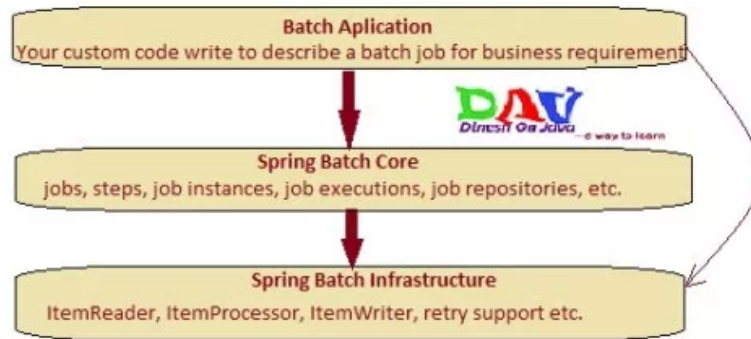 Batch Aplication
Your custom code write to describe a batch job for business requirement
DAV
Dinesh On Java
...a way to learn
Spring Batch Core
jobs, steps, job instances, job executions, job repositories, etc.
Spring Batch Infrastructure
ItemReader, ItemProcessor, ItemWriter, retry support etc.